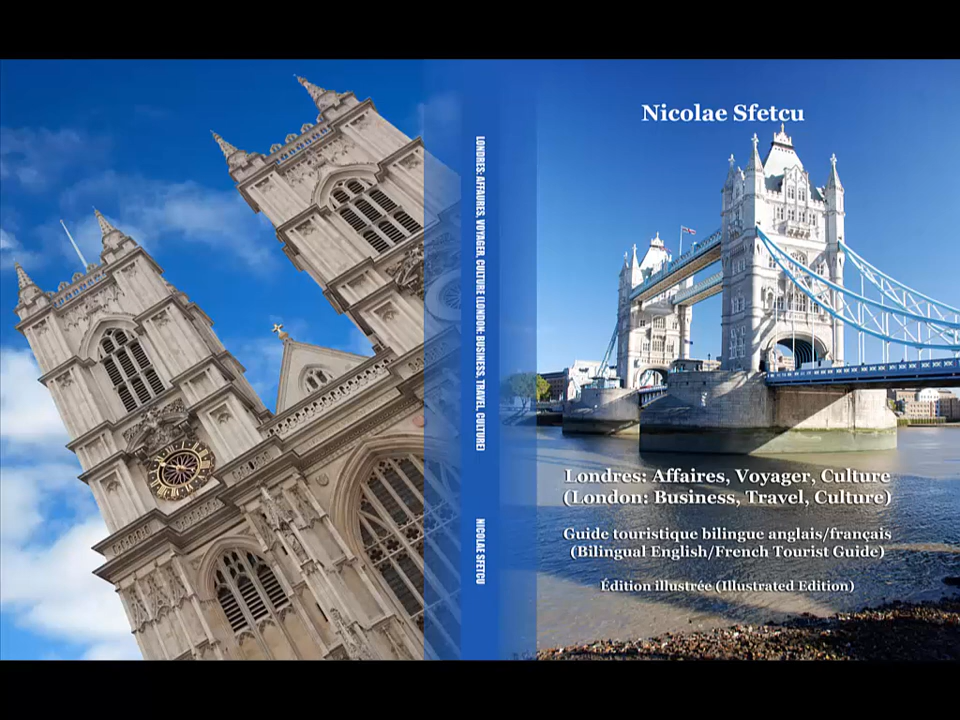 LONDRES: AFFAIRES, VOYAGER, CULTURE (LONDON: BUSINESS, TRAVEL, CULTURE)
NICOLAE SFETCU
Nicolae Sfetcu
Londres: Affaires, Voyager, Culture
(London: Business, Travel, Culture)
Guide touristique bilingue anglais/français
(Bilingual English/French Tourist Guide)
Édition illustrée (Illustrated Edition)